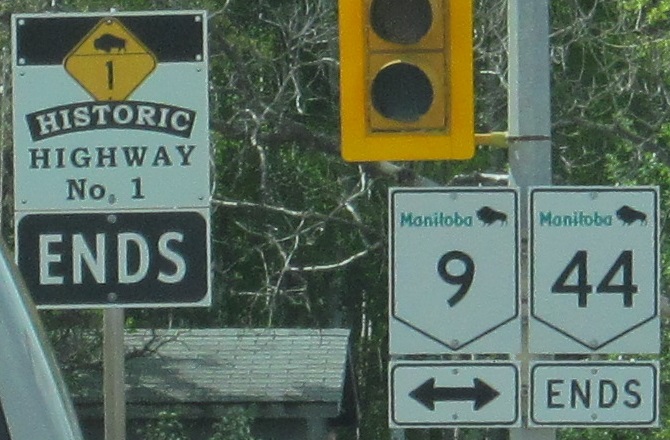 1
HISTORIC
HIGHWAY
No. 1
ENDS
Manitoba
9
Manitoba
44
ENDS